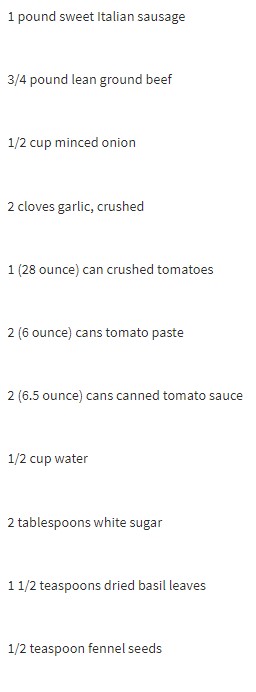 1 pound sweet Italian sausage
3/4 pound lean ground beef
1/2 cup minced onion
2 cloves garlic, crushed
1 (28 ounce) can crushed tomatoes
2 (6 ounce) cans tomato paste
2 (6.5 ounce) cans canned tomato sauce
1/2 cup water
2 tablespoons white sugar
1 1/2 teaspoons dried basil leaves
1/2 teaspoon fennel seeds